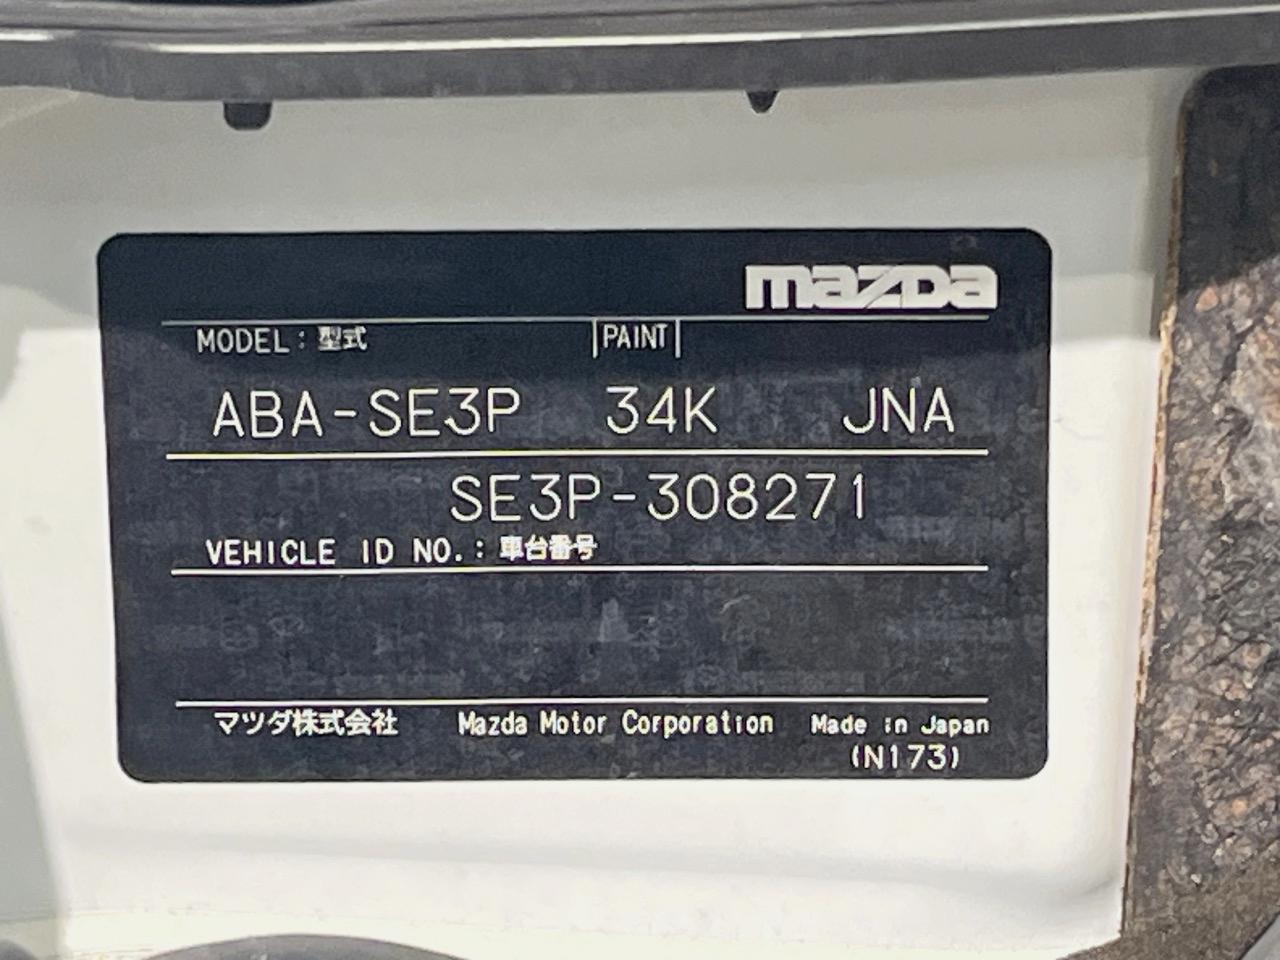 mazda
MODEL: 型式 PAINT
ABA-SE3P 34K JNA
SE3P-308271
VEHICLE ID NO.: 車台番号
マツダ株式会社 Mazda Motor Corporation Made in Japan
(N173)